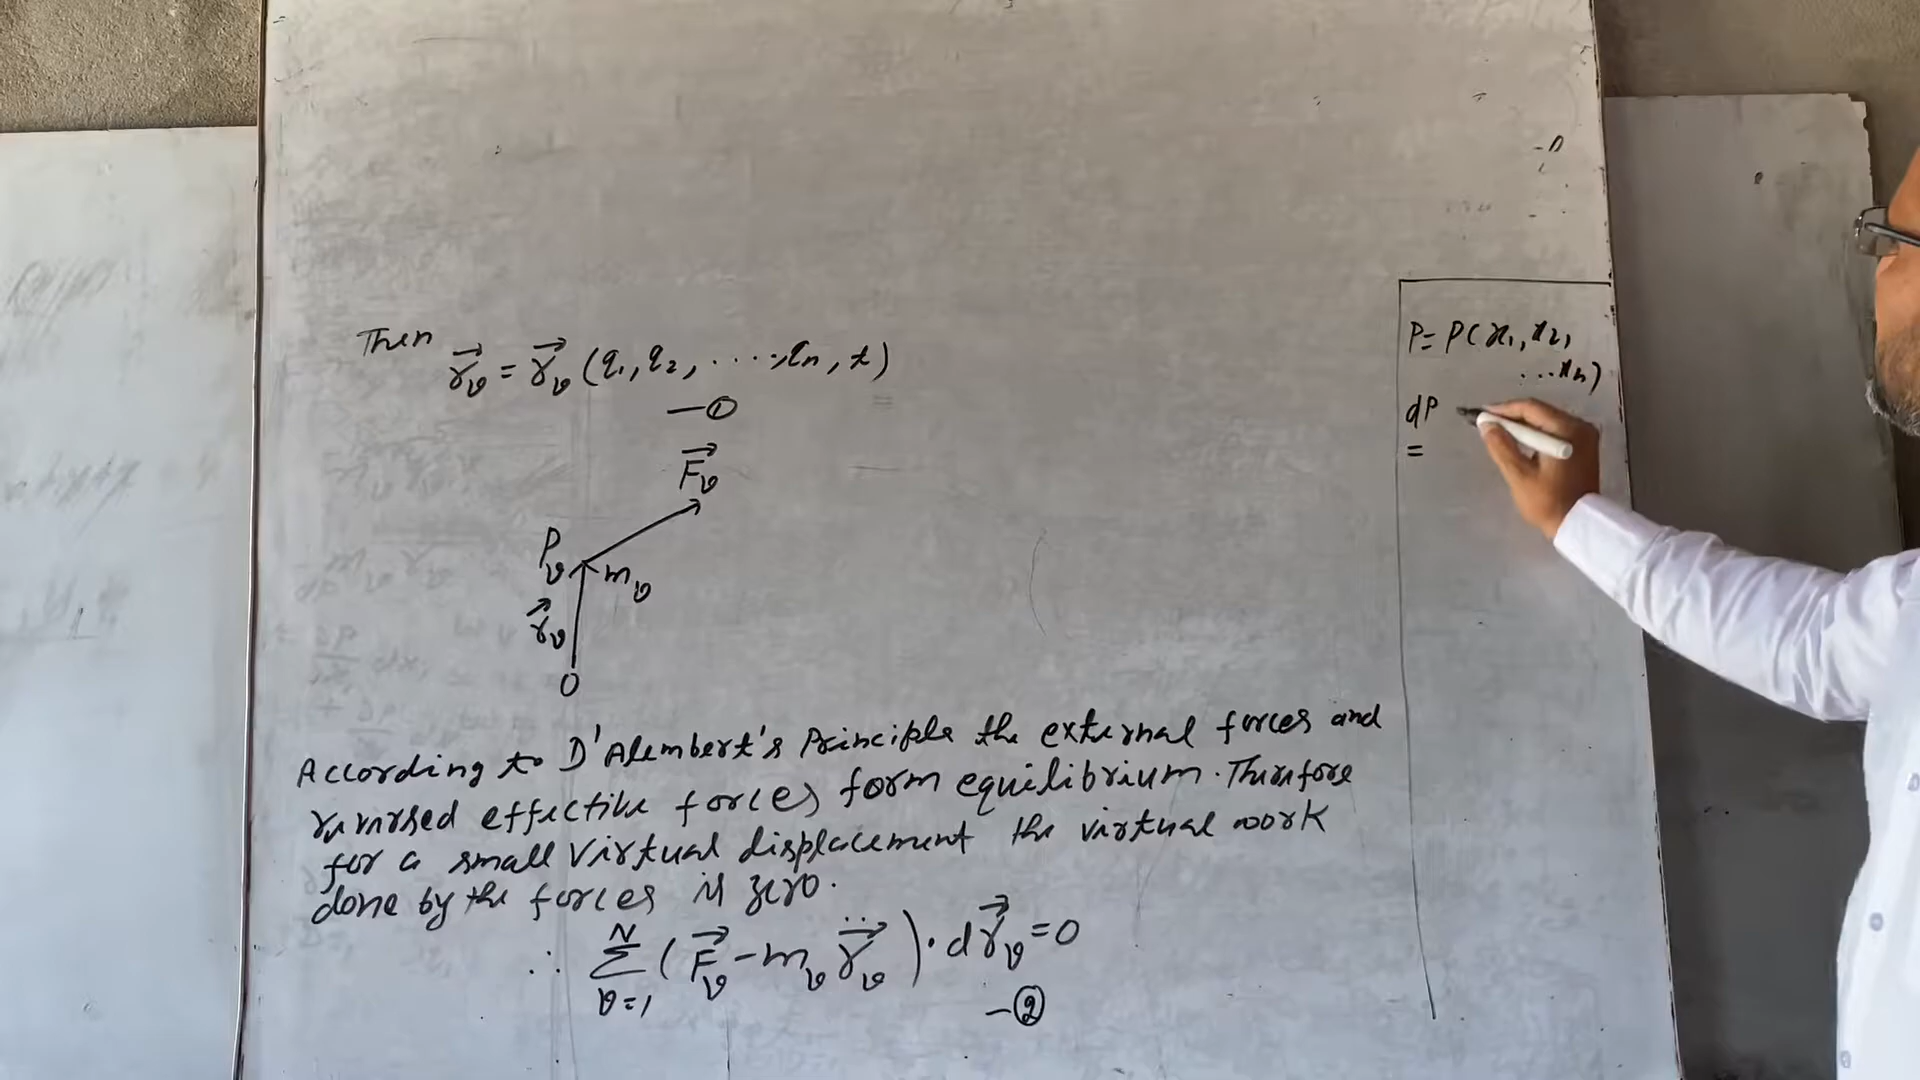 Then
r⃗ᵥ = r⃗ᵥ (q₁, q₂, ....., qₙ, t)
—①
F⃗ᵥ
Pᵥ
mᵥ
r⃗ᵥ
O
According to D'Alembert's Principle the external forces and
reversed effective forces form equilibrium. Therefore
for a small virtual displacement the virtual work
done by the forces is zero.
∴ Σ_{v=1}^{N} (F⃗ᵥ - mᵥ r̈⃗ᵥ) · dr⃗ᵥ = 0
—②
P = P(x₁, x₂,
...xₙ)
dP
=